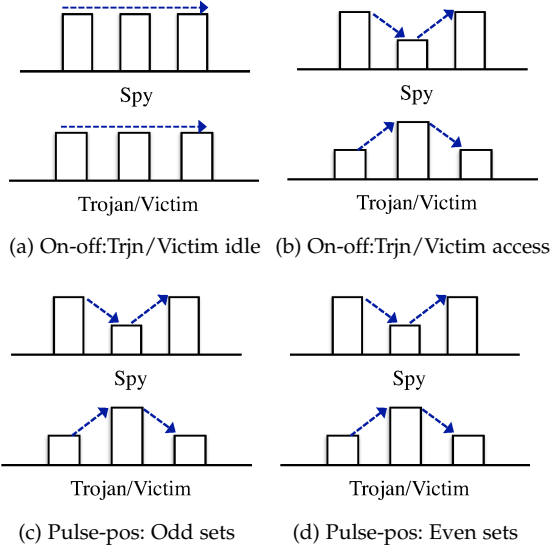 Spy
Spy
Trojan/Victim
Trojan/Victim
(a) On-off:Trjn/Victim idle
(b) On-off:Trjn/Victim access
Spy
Spy
Trojan/Victim
Trojan/Victim
(c) Pulse-pos: Odd sets
(d) Pulse-pos: Even sets